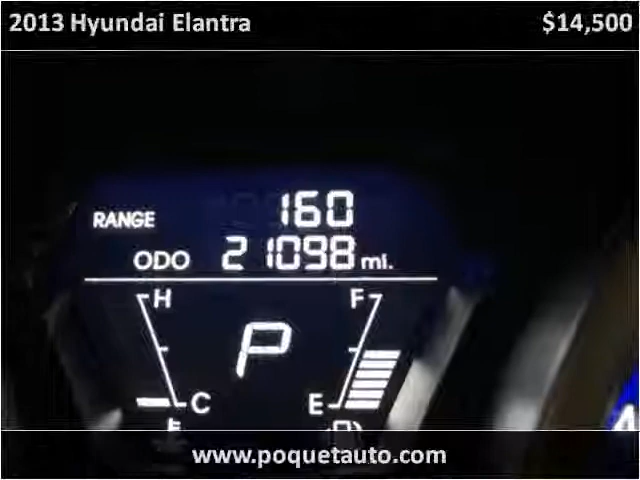 2013 Hyundai Elantra $14,500
RANGE 160
ODO 21098 mi.
H F
P
C E
www.poquetauto.com